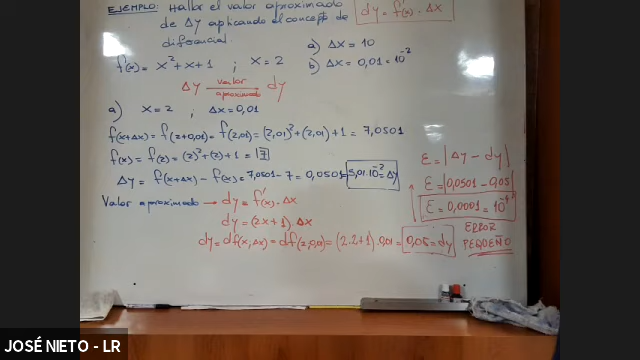 EJEMPLO: Hallar el valor aproximado
de Δy aplicando el concepto de
diferencial.
dy = f'(x) · Δx
f(x) = x² + x + 1 ; x = 2
a) Δx = 10
b) Δx = 0,01 = 10⁻²
Δy valor aproximado dy
a) x = 2 ; Δx = 0,01
f(x+Δx) = f(2+0,01) = f(2,01) = (2,01)² + (2,01) + 1 = 7,0501
f(x) = f(2) = (2)² + (2) + 1 = 7
Δy = f(x+Δx) - f(x) = 7,0501 - 7 = 0,0501 = 5,01·10⁻² = Δy
Valor aproximado → dy = f'(x) · Δx
dy = (2x+1) · Δx
dy = df(x, Δx) = df(2, 0,01) = (2·2+1) · 0,01 = 0,05 = dy
ε = |Δy - dy|
ε = |0,0501 - 0,05|
ε = 0,0001 = 10⁻⁴
ERROR
PEQUEÑO
JOSÉ NIETO - LR